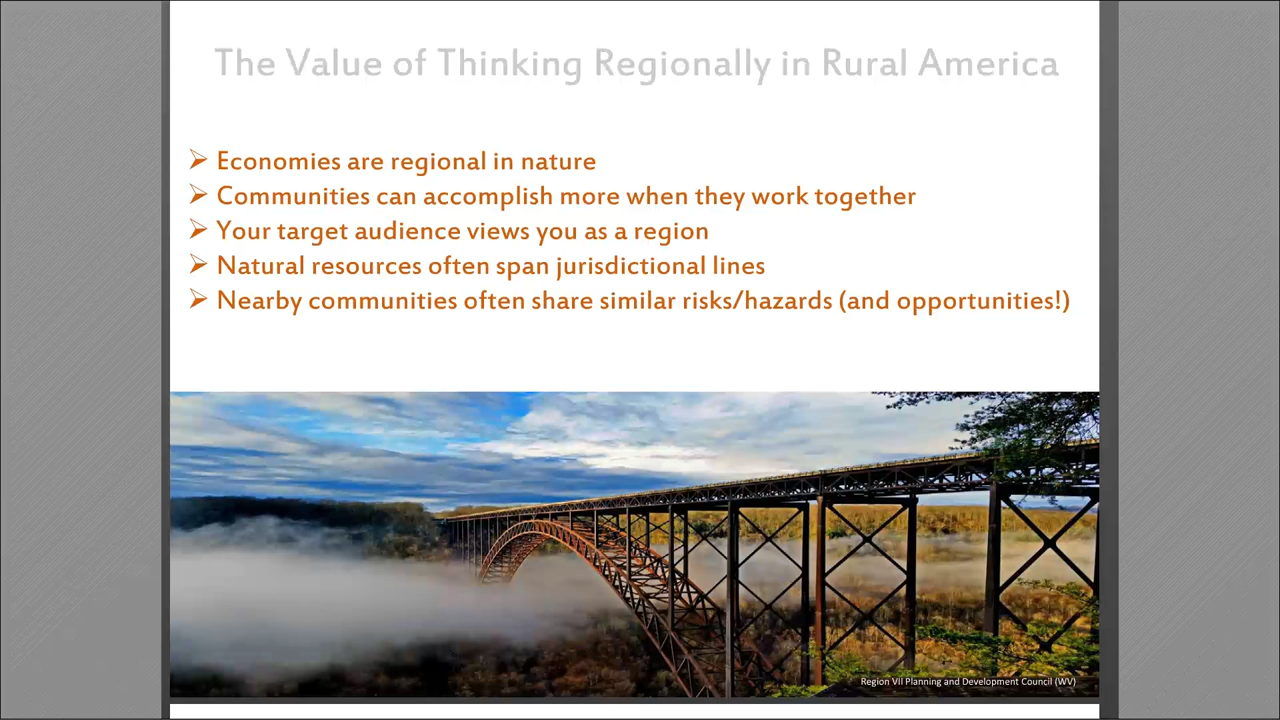 The Value of Thinking Regionally in Rural America
➢ Economies are regional in nature
➢ Communities can accomplish more when they work together
➢ Your target audience views you as a region
➢ Natural resources often span jurisdictional lines
➢ Nearby communities often share similar risks/hazards (and opportunities!)
Region VII Planning and Development Council (WV)